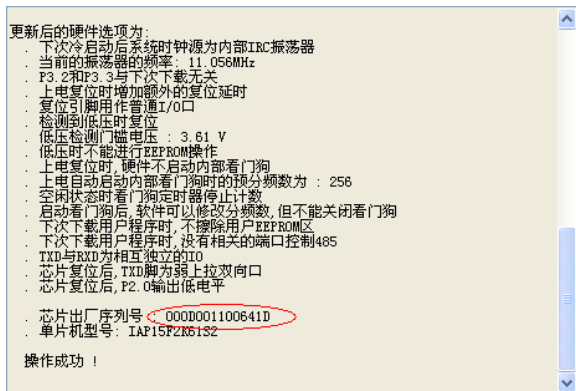 更新后的硬件选项为:
. 下次冷启动后系统时钟源为内部IRC振荡器
. 当前的振荡器的频率: 11.056MHz
. P3.2和P3.3与下次下载无关
. 上电复位时增加额外的复位延时
. 复位引脚用作普通I/O口
. 检测到低压时复位
. 低压检测门槛电压 : 3.61 V
. 低压时不能进行EEPROM操作
. 上电复位时,硬件不启动内部看门狗
. 上电自动启动内部看门狗时的预分频数为 : 256
. 空闲状态时看门狗定时器停止计数
. 启动看门狗后,软件可以修改分频数,但不能关闭看门狗
. 下次下载用户程序时,不擦除用户EEPROM区
. 下次下载用户程序时,没有相关的端口控制485
. TXD与RXD为相互独立的IO
. 芯片复位后,TXD脚为弱上拉双向口
. 芯片复位后,P2.0输出低电平
. 芯片出厂序列号 : 000D001100641D
. 单片机型号: IAP15F2K61S2
操作成功 !